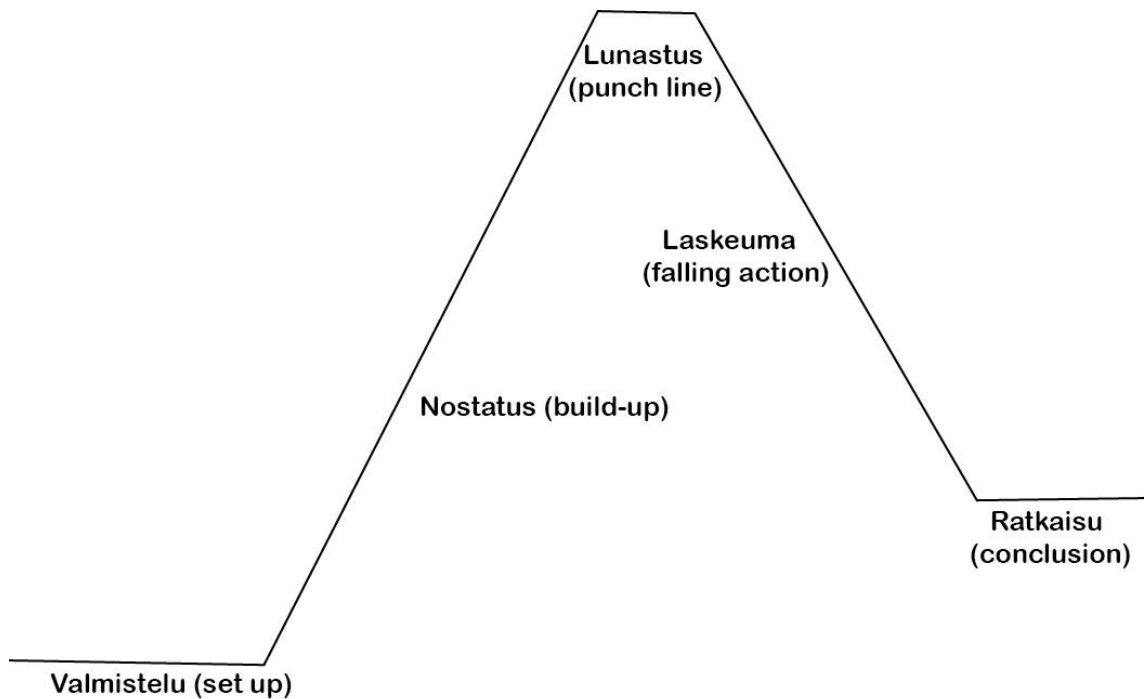 Valmistelu (set up)
Nostatus (build-up)
Lunastus
(punch line)
Laskeuma
(falling action)
Ratkaisu
(conclusion)